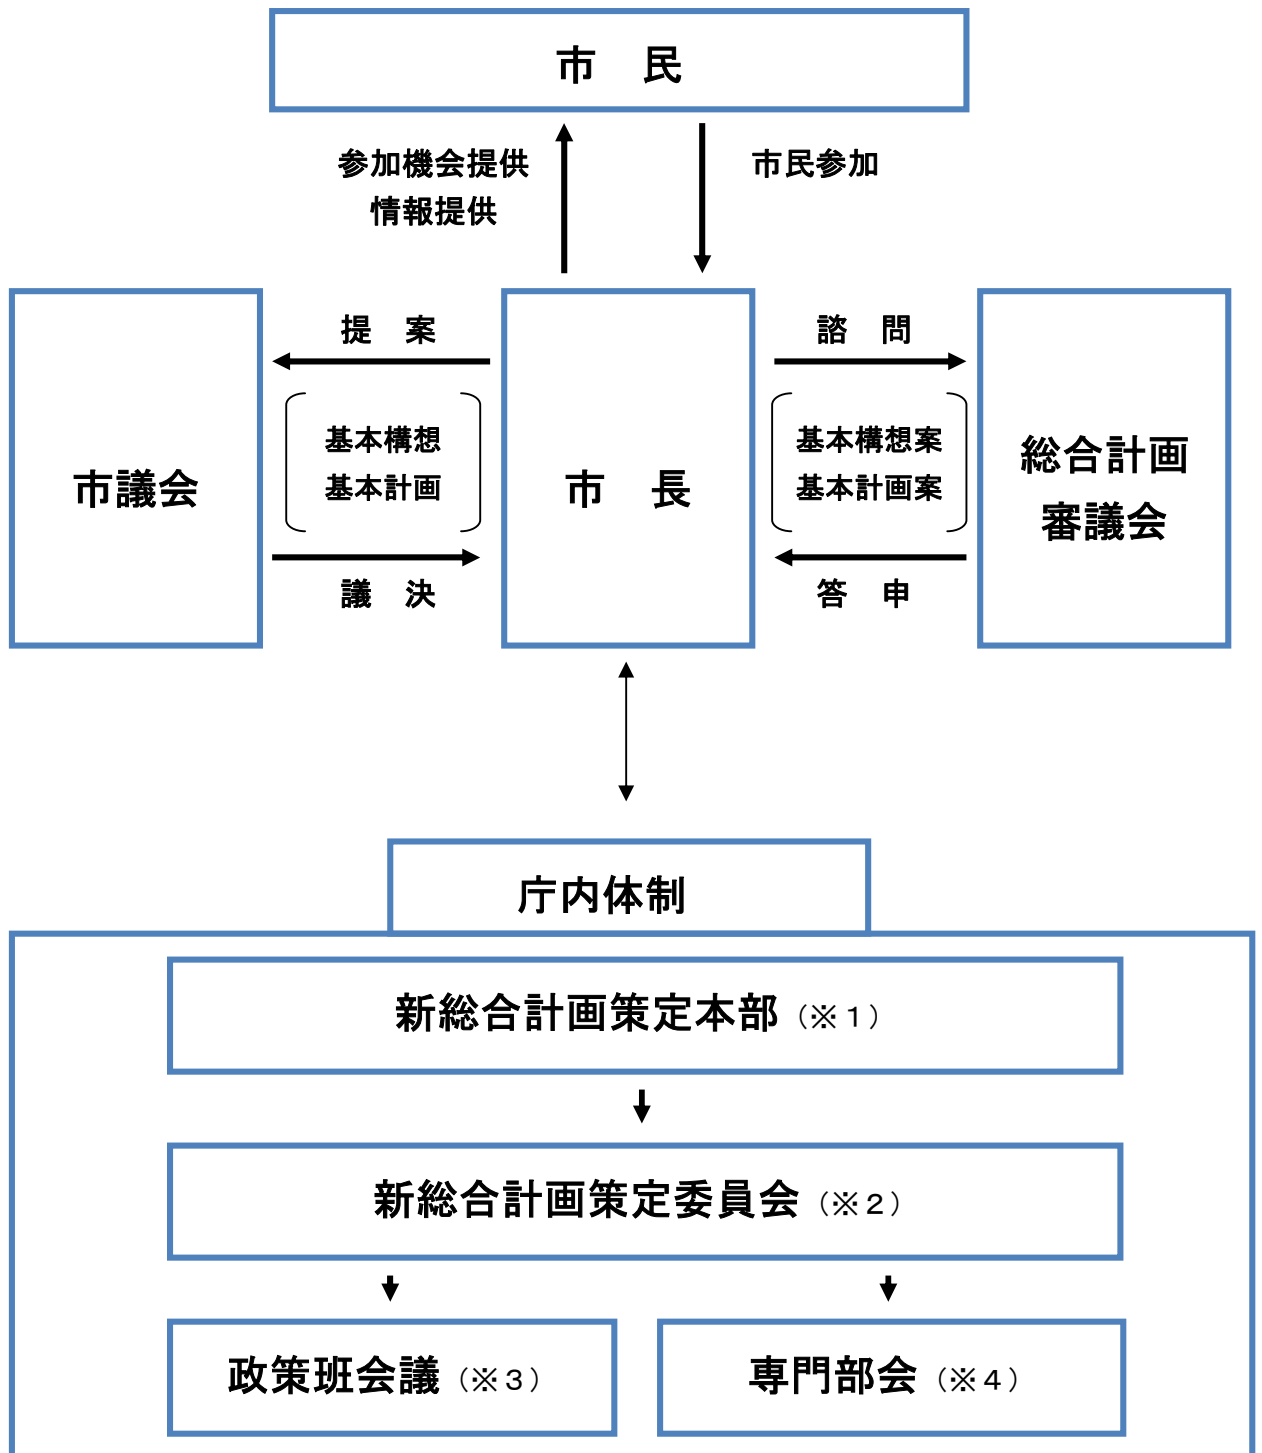 市　民
参加機会提供
情報提供
市民参加
提　案
諮　問
基本構想
基本計画
基本構想案
基本計画案
市議会
市　長
総合計画
審議会
議　決
答　申
庁内体制
新総合計画策定本部（※１）
新総合計画策定委員会（※２）
政策班会議（※３）
専門部会（※４）